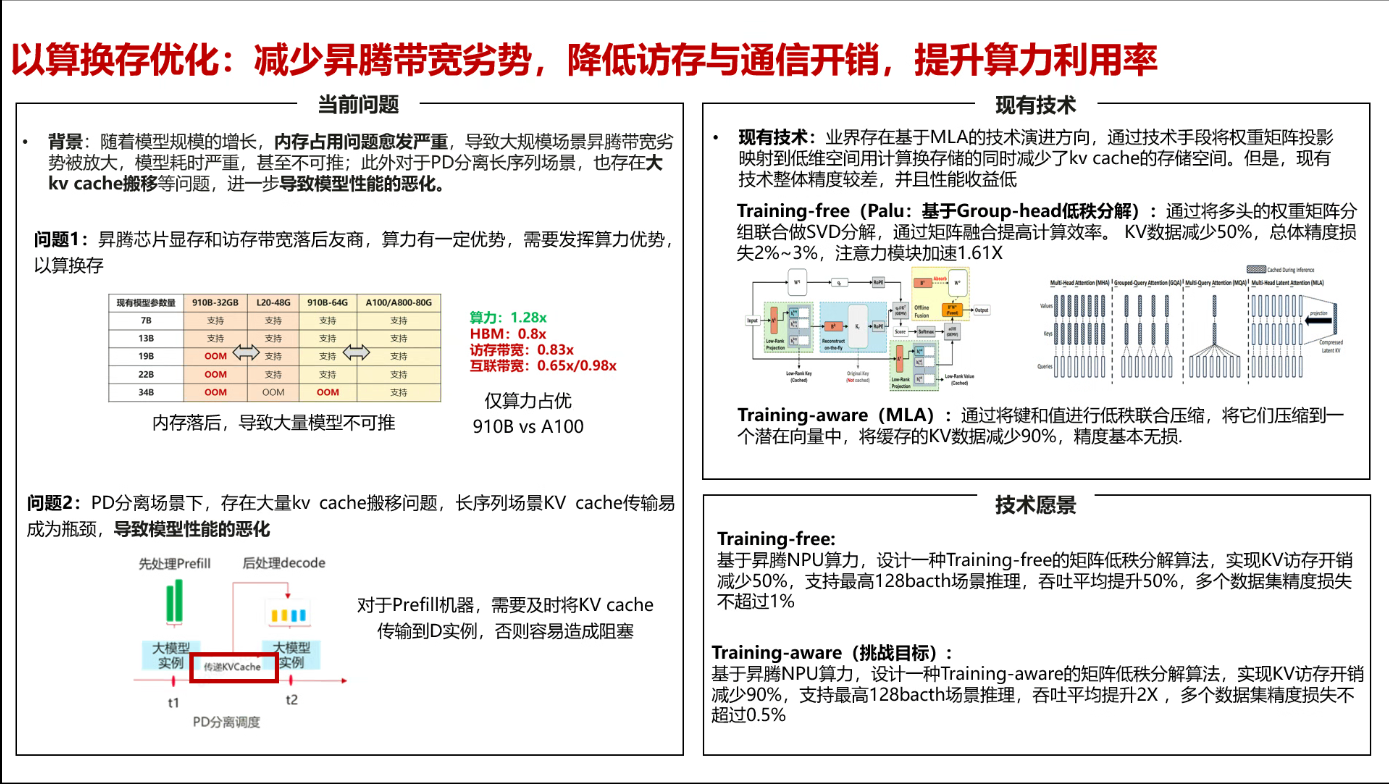 以算换存优化：减少昇腾带宽劣势，降低访存与通信开销，提升算力利用率
当前问题
• 背景：随着模型规模的增长，内存占用问题愈发严重，导致大规模场景昇腾带宽劣
势被放大，模型耗时严重，甚至不可推；此外对于PD分离长序列场景，也存在大
kv cache搬移等问题，进一步导致模型性能的恶化。
问题1：昇腾芯片显存和访存带宽落后友商，算力有一定优势，需要发挥算力优势，
以算换存
现有模型参数量 910B-32GB L20-48G 910B-64G A100/A800-80G
7B 支持 支持 支持 支持
13B 支持 支持 支持 支持
19B OOM 支持 支持 支持
22B OOM 支持 支持 支持
34B OOM OOM OOM 支持
内存落后，导致大量模型不可推
算力：1.28x
HBM：0.8x
访存带宽：0.83x
互联带宽：0.65x/0.98x
仅算力占优
910B vs A100
问题2：PD分离场景下，存在大量kv cache搬移问题，长序列场景KV cache传输易
成为瓶颈，导致模型性能的恶化
先处理Prefill
后处理decode
大模型
实例
传递KVCache
大模型
实例
t1
t2
PD分离调度
对于Prefill机器，需要及时将KV cache
传输到D实例，否则容易造成阻塞
现有技术
• 现有技术：业界存在基于MLA的技术演进方向，通过技术手段将权重矩阵投影
映射到低维空间用计算换存储的同时减少了kv cache的存储空间。但是，现有
技术整体精度较差，并且性能收益低
Training-free（Palu：基于Group-head低秩分解）：通过将多头的权重矩阵分
组联合做SVD分解，通过矩阵融合提高计算效率。 KV数据减少50%，总体精度损
失2%~3%，注意力模块加速1.61X
Input
RoPE
Absorb
Offline
Fusion
Fused
Output
Low-Rank
Projection
Reconstruct
on-the-fly
RoPE
Score
Softmax
Low-Rank Key
(Cached)
Original Key
(Not cached)
Low-Rank
Projection
Low-Rank Value
(Cached)
Cached During Inference
Multi-Head Attention (MHA)
Grouped-Query Attention (GQA)
Multi-Query Attention (MQA)
Multi-Head Latent Attention (MLA)
Values
Keys
Queries
projection
Compressed
Latent KV
Training-aware（MLA）：通过将键和值进行低秩联合压缩，将它们压缩到一
个潜在向量中，将缓存的KV数据减少90%，精度基本无损.
技术愿景
Training-free:
基于昇腾NPU算力，设计一种Training-free的矩阵低秩分解算法，实现KV访存开销
减少50%，支持最高128bacth场景推理，吞吐平均提升50%，多个数据集精度损失
不超过1%
Training-aware（挑战目标）：
基于昇腾NPU算力，设计一种Training-aware的矩阵低秩分解算法，实现KV访存开销
减少90%，支持最高128bacth场景推理，吞吐平均提升2X ，多个数据集精度损失不
超过0.5%